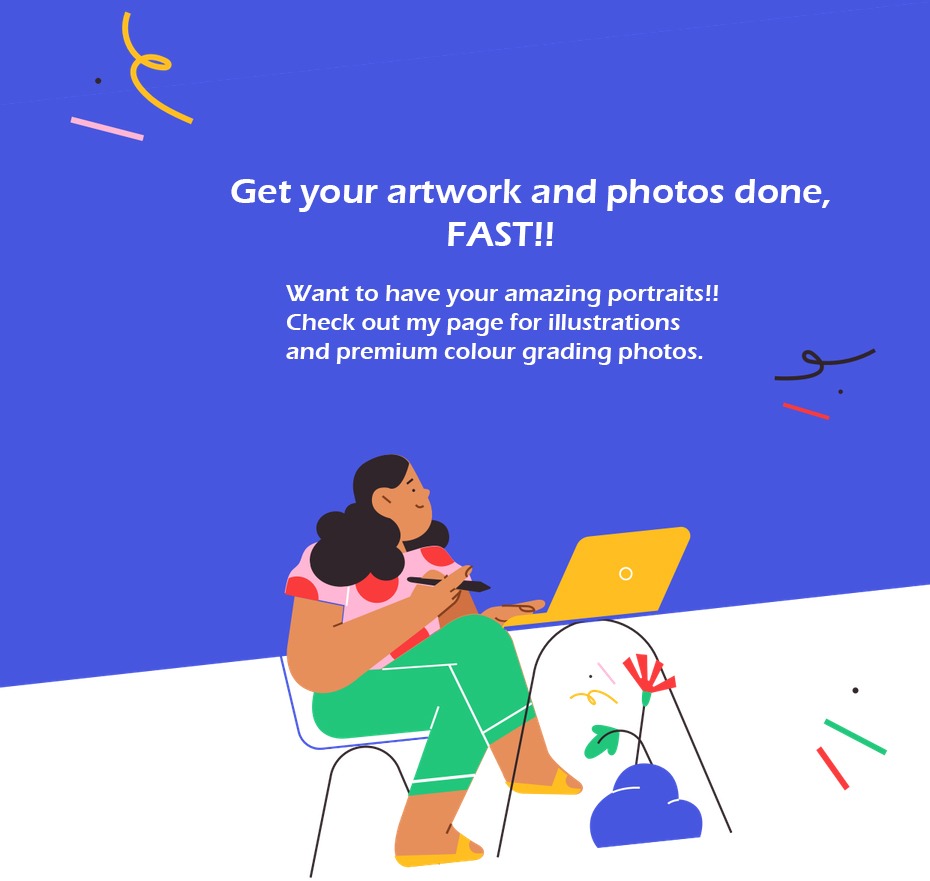 Get your artwork and photos done,
FAST!!
Want to have your amazing portraits!!
Check out my page for illustrations
and premium colour grading photos.